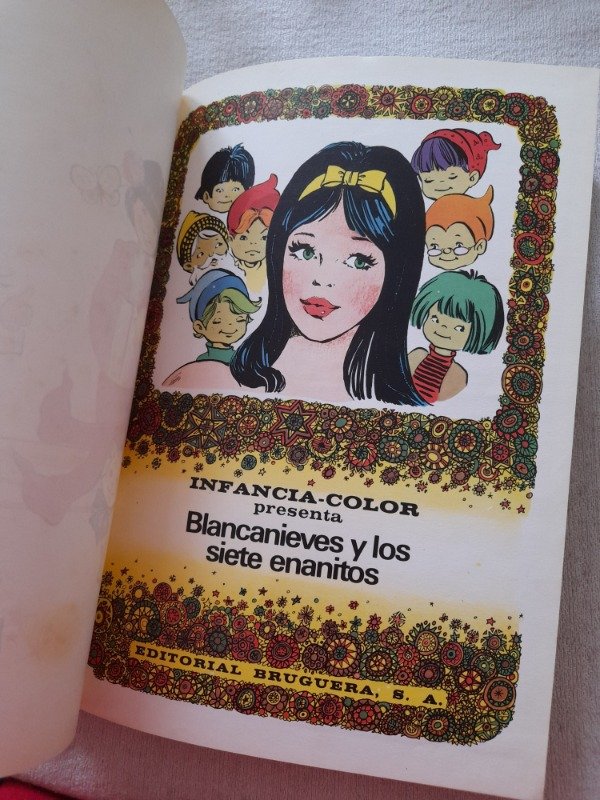 INFANCIA-COLOR
presenta
Blancanieves y los
siete enanitos
EDITORIAL BRUGUERA, S. A.